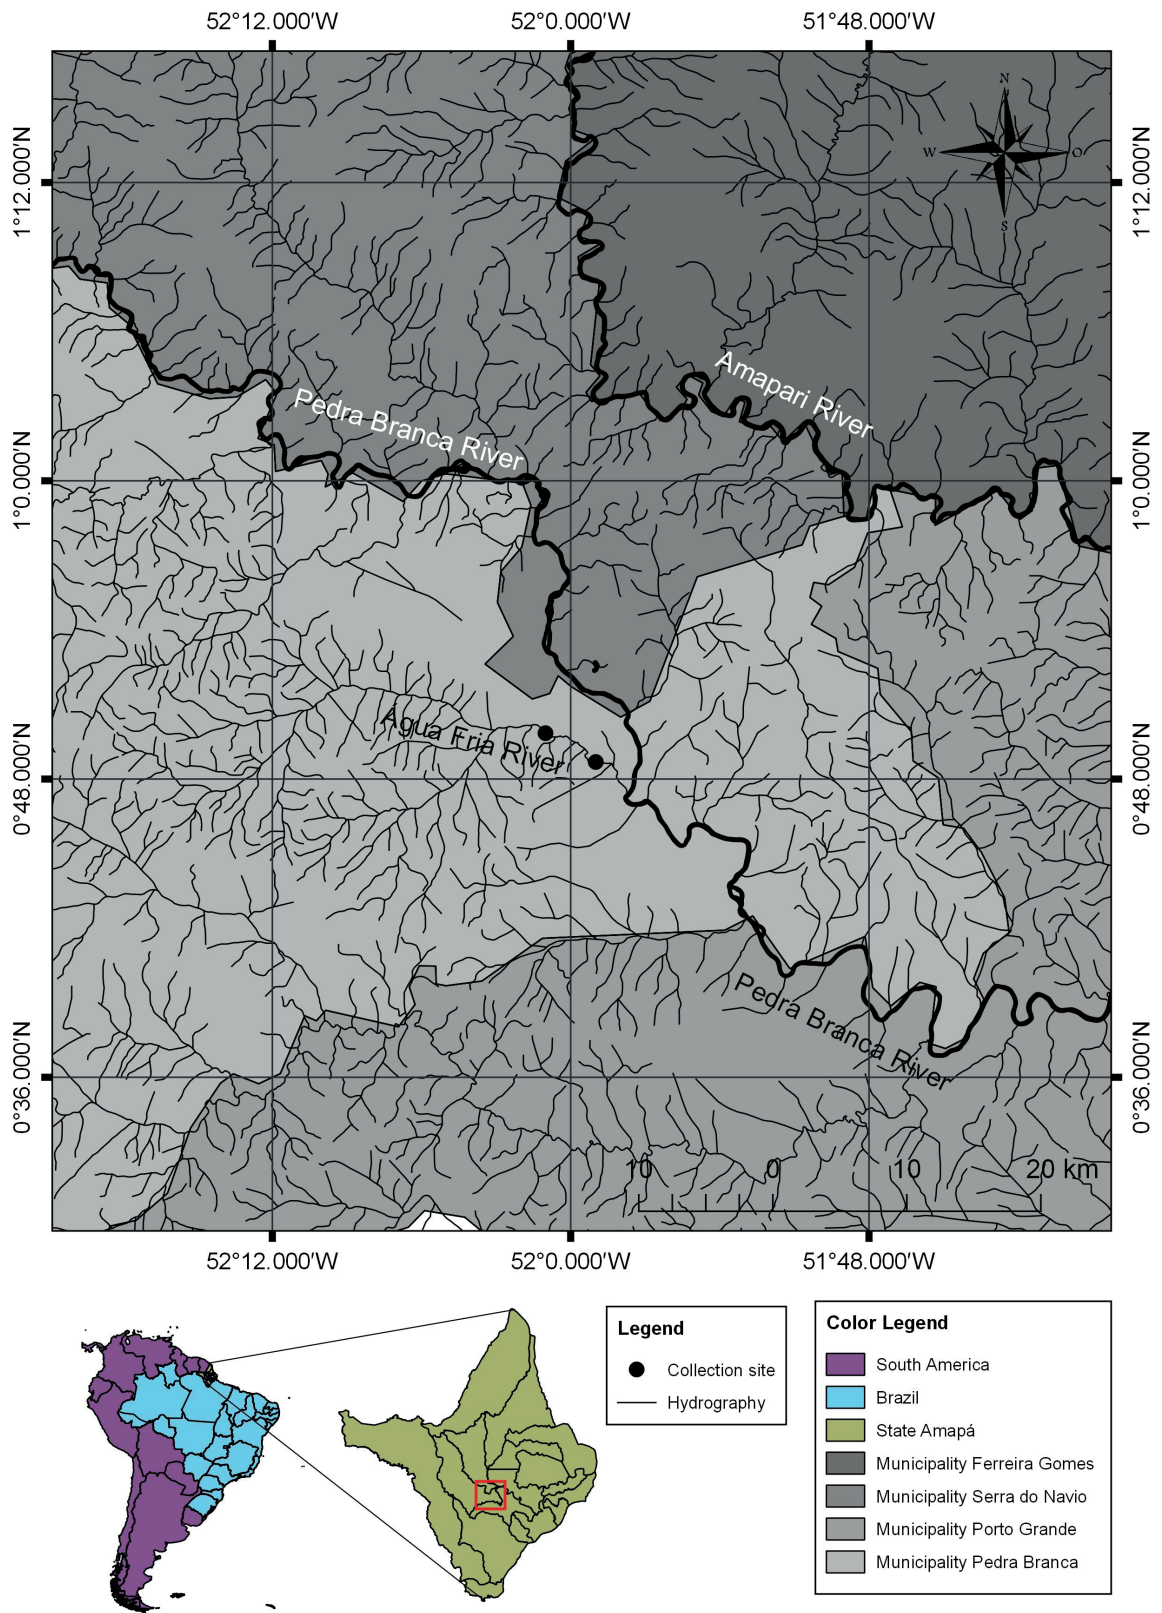 52°12.000'W 52°0.000'W 51°48.000'W
1°12.000'N 1°12.000'N
N
W O
S
Amapari River
Pedra Branca River
1°0.000'N 1°0.000'N
Água Fria River
0°48.000'N 0°48.000'N
Pedra Branca River
0°36.000'N 0°36.000'N
10 0 10 20 km
52°12.000'W 52°0.000'W 51°48.000'W
Legend
Collection site
Hydrography
Color Legend
South America
Brazil
State Amapá
Municipality Ferreira Gomes
Municipality Serra do Navio
Municipality Porto Grande
Municipality Pedra Branca